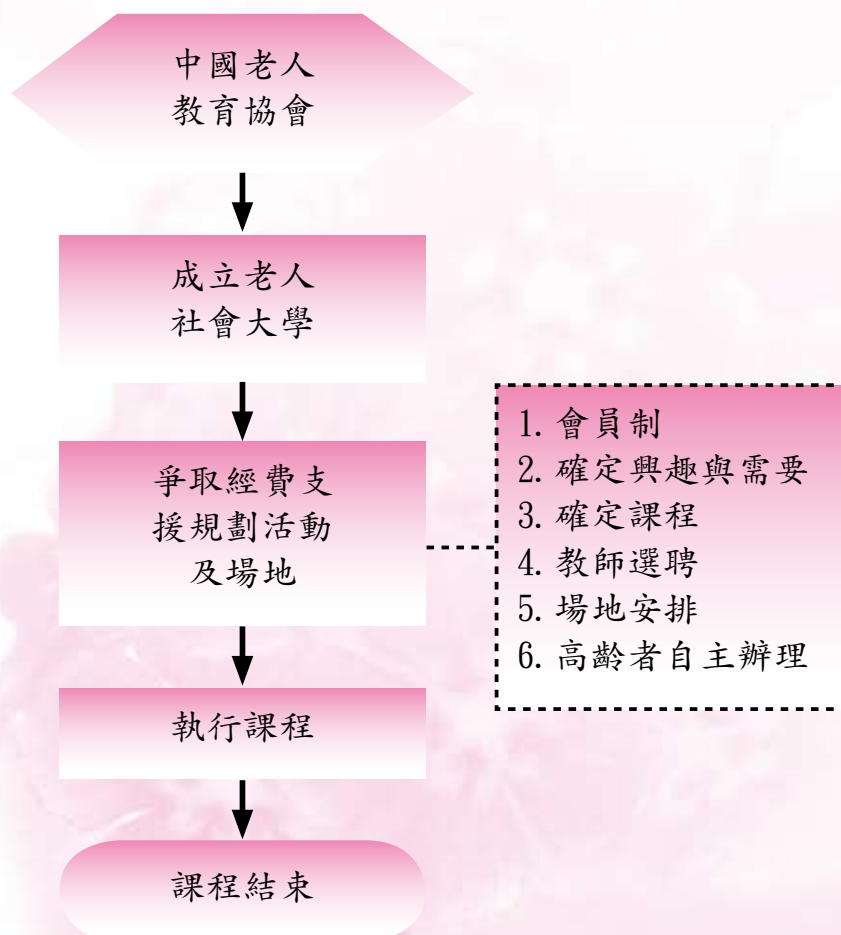 中國老人
教育協會
成立老人
社會大學
爭取經費支
援規劃活動
及場地
1. 會員制
2. 確定興趣與需要
3. 確定課程
4. 教師選聘
5. 場地安排
6. 高齡者自主辦理
執行課程
課程結束